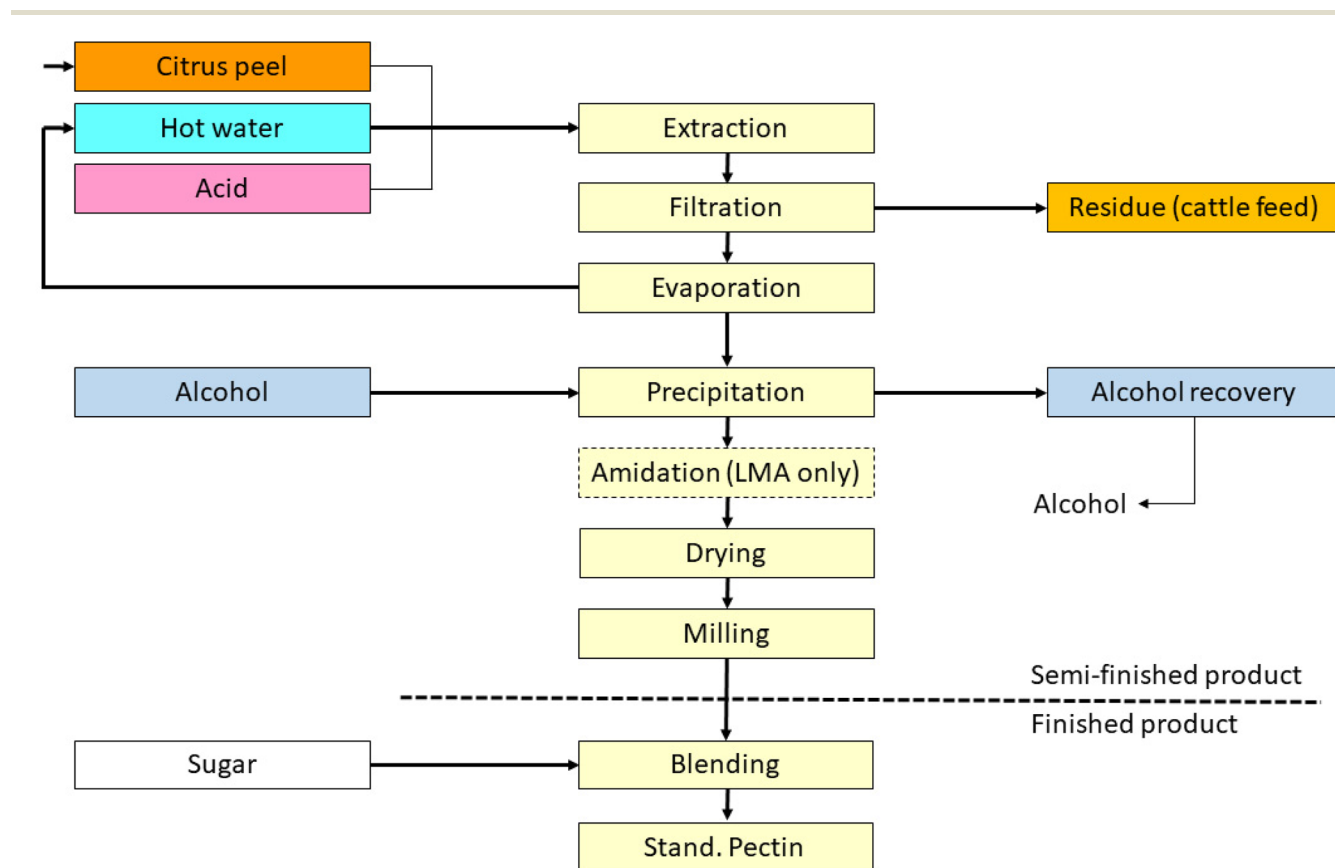 Citrus peel
Hot water
Extraction
Acid
Filtration
Residue (cattle feed)
Evaporation
Alcohol
Precipitation
Alcohol recovery
Amidation (LMA only)
Alcohol
Drying
Milling
Semi-finished product
Finished product
Sugar
Blending
Stand. Pectin